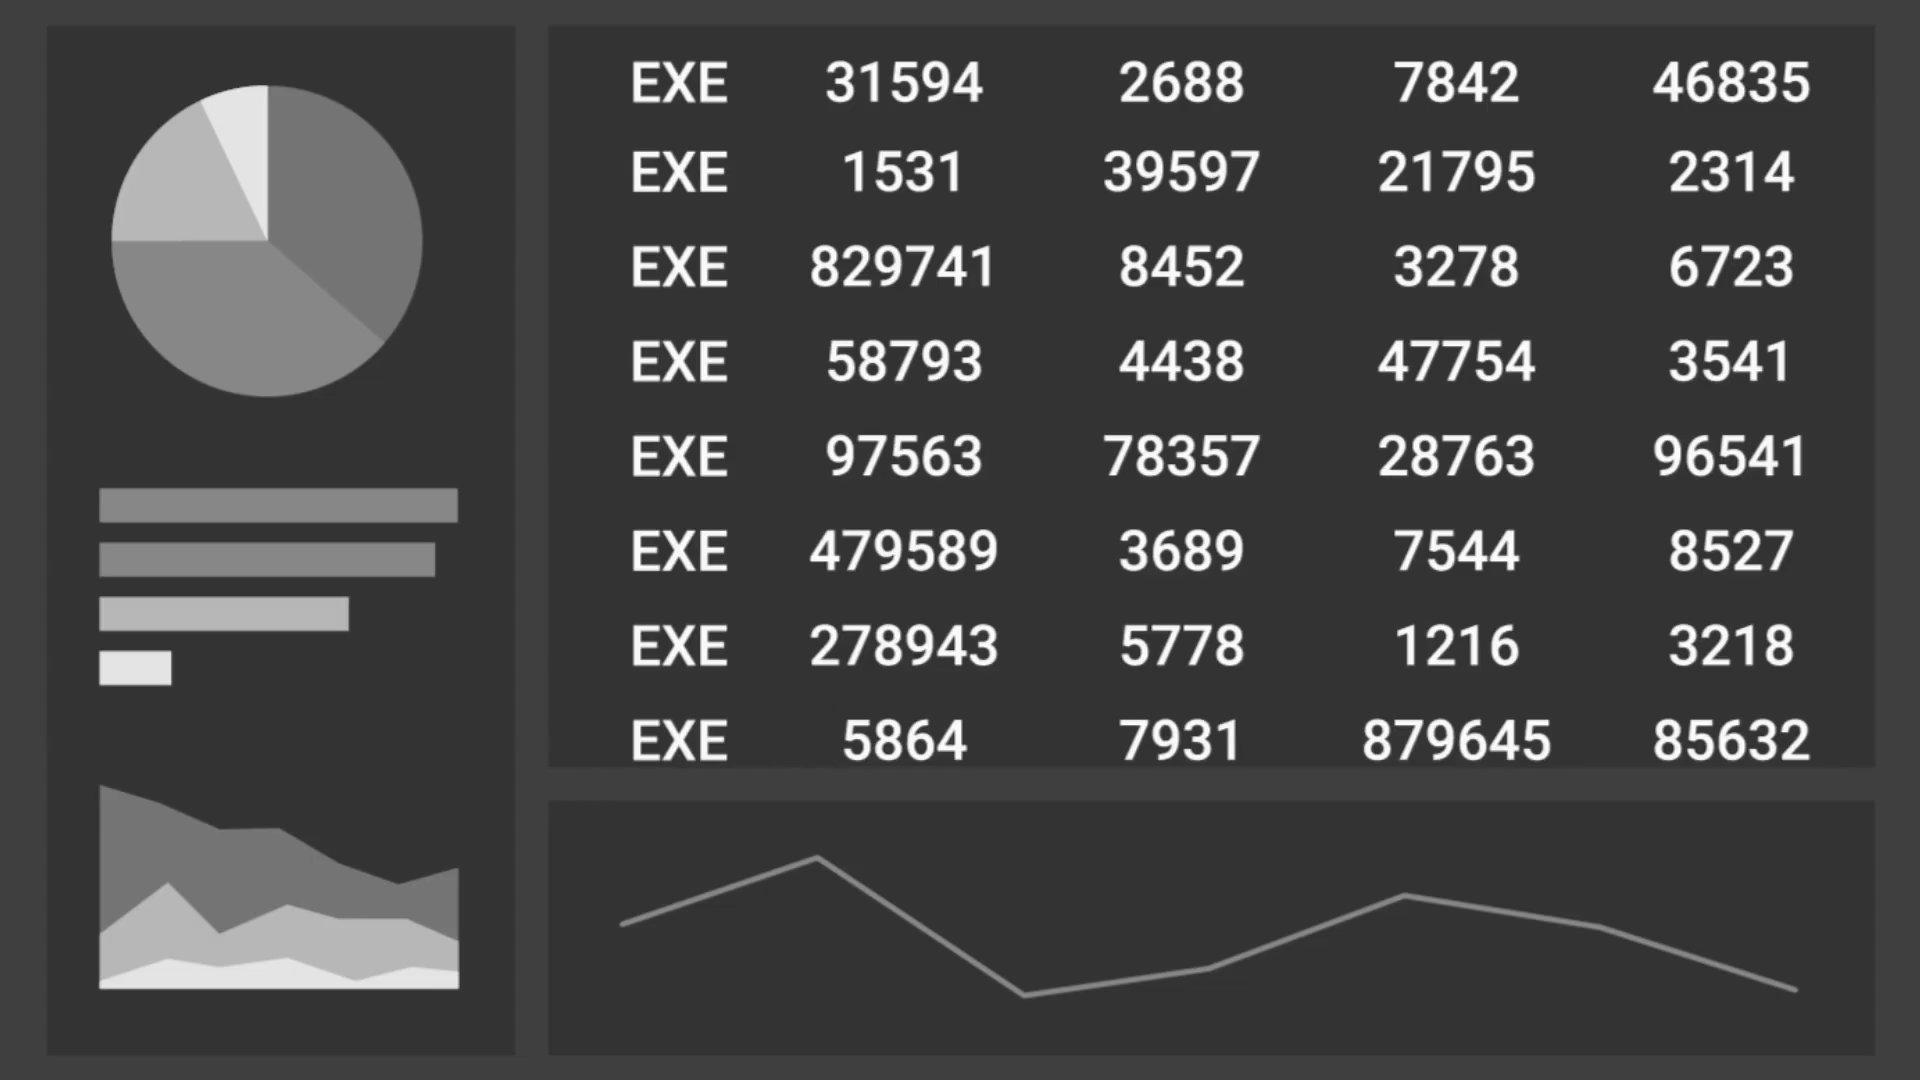 EXE 31594 2688 7842 46835
EXE 1531 39597 21795 2314
EXE 829741 8452 3278 6723
EXE 58793 4438 47754 3541
EXE 97563 78357 28763 96541
EXE 479589 3689 7544 8527
EXE 278943 5778 1216 3218
EXE 5864 7931 879645 85632